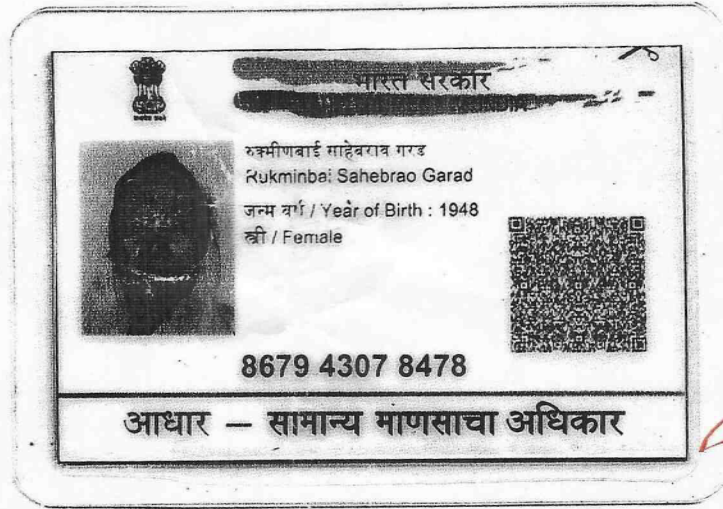 भारत सरकार
रुक्मीणबाई साहेबराव गरड
Rukminbai Sahebrao Garad
जन्म वर्ष / Year of Birth : 1948
स्त्री / Female
8679 4307 8478
आधार — सामान्य माणसाचा अधिकार